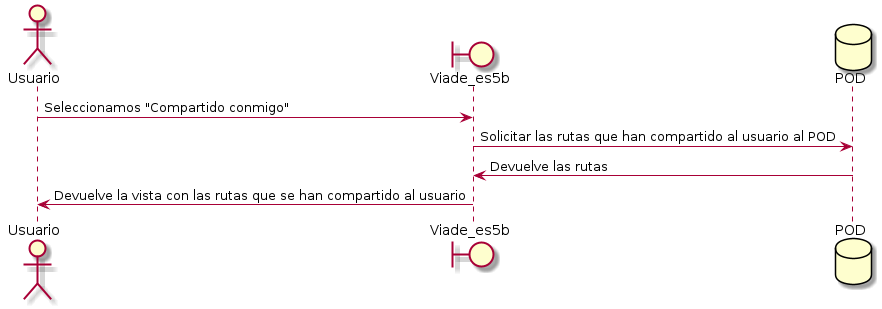 Usuario
Viade_es5b
POD
Seleccionamos "Compartido conmigo"
Solicitar las rutas que han compartido al usuario al POD
Devuelve las rutas
Devuelve la vista con las rutas que se han compartido al usuario
Usuario
Viade_es5b
POD